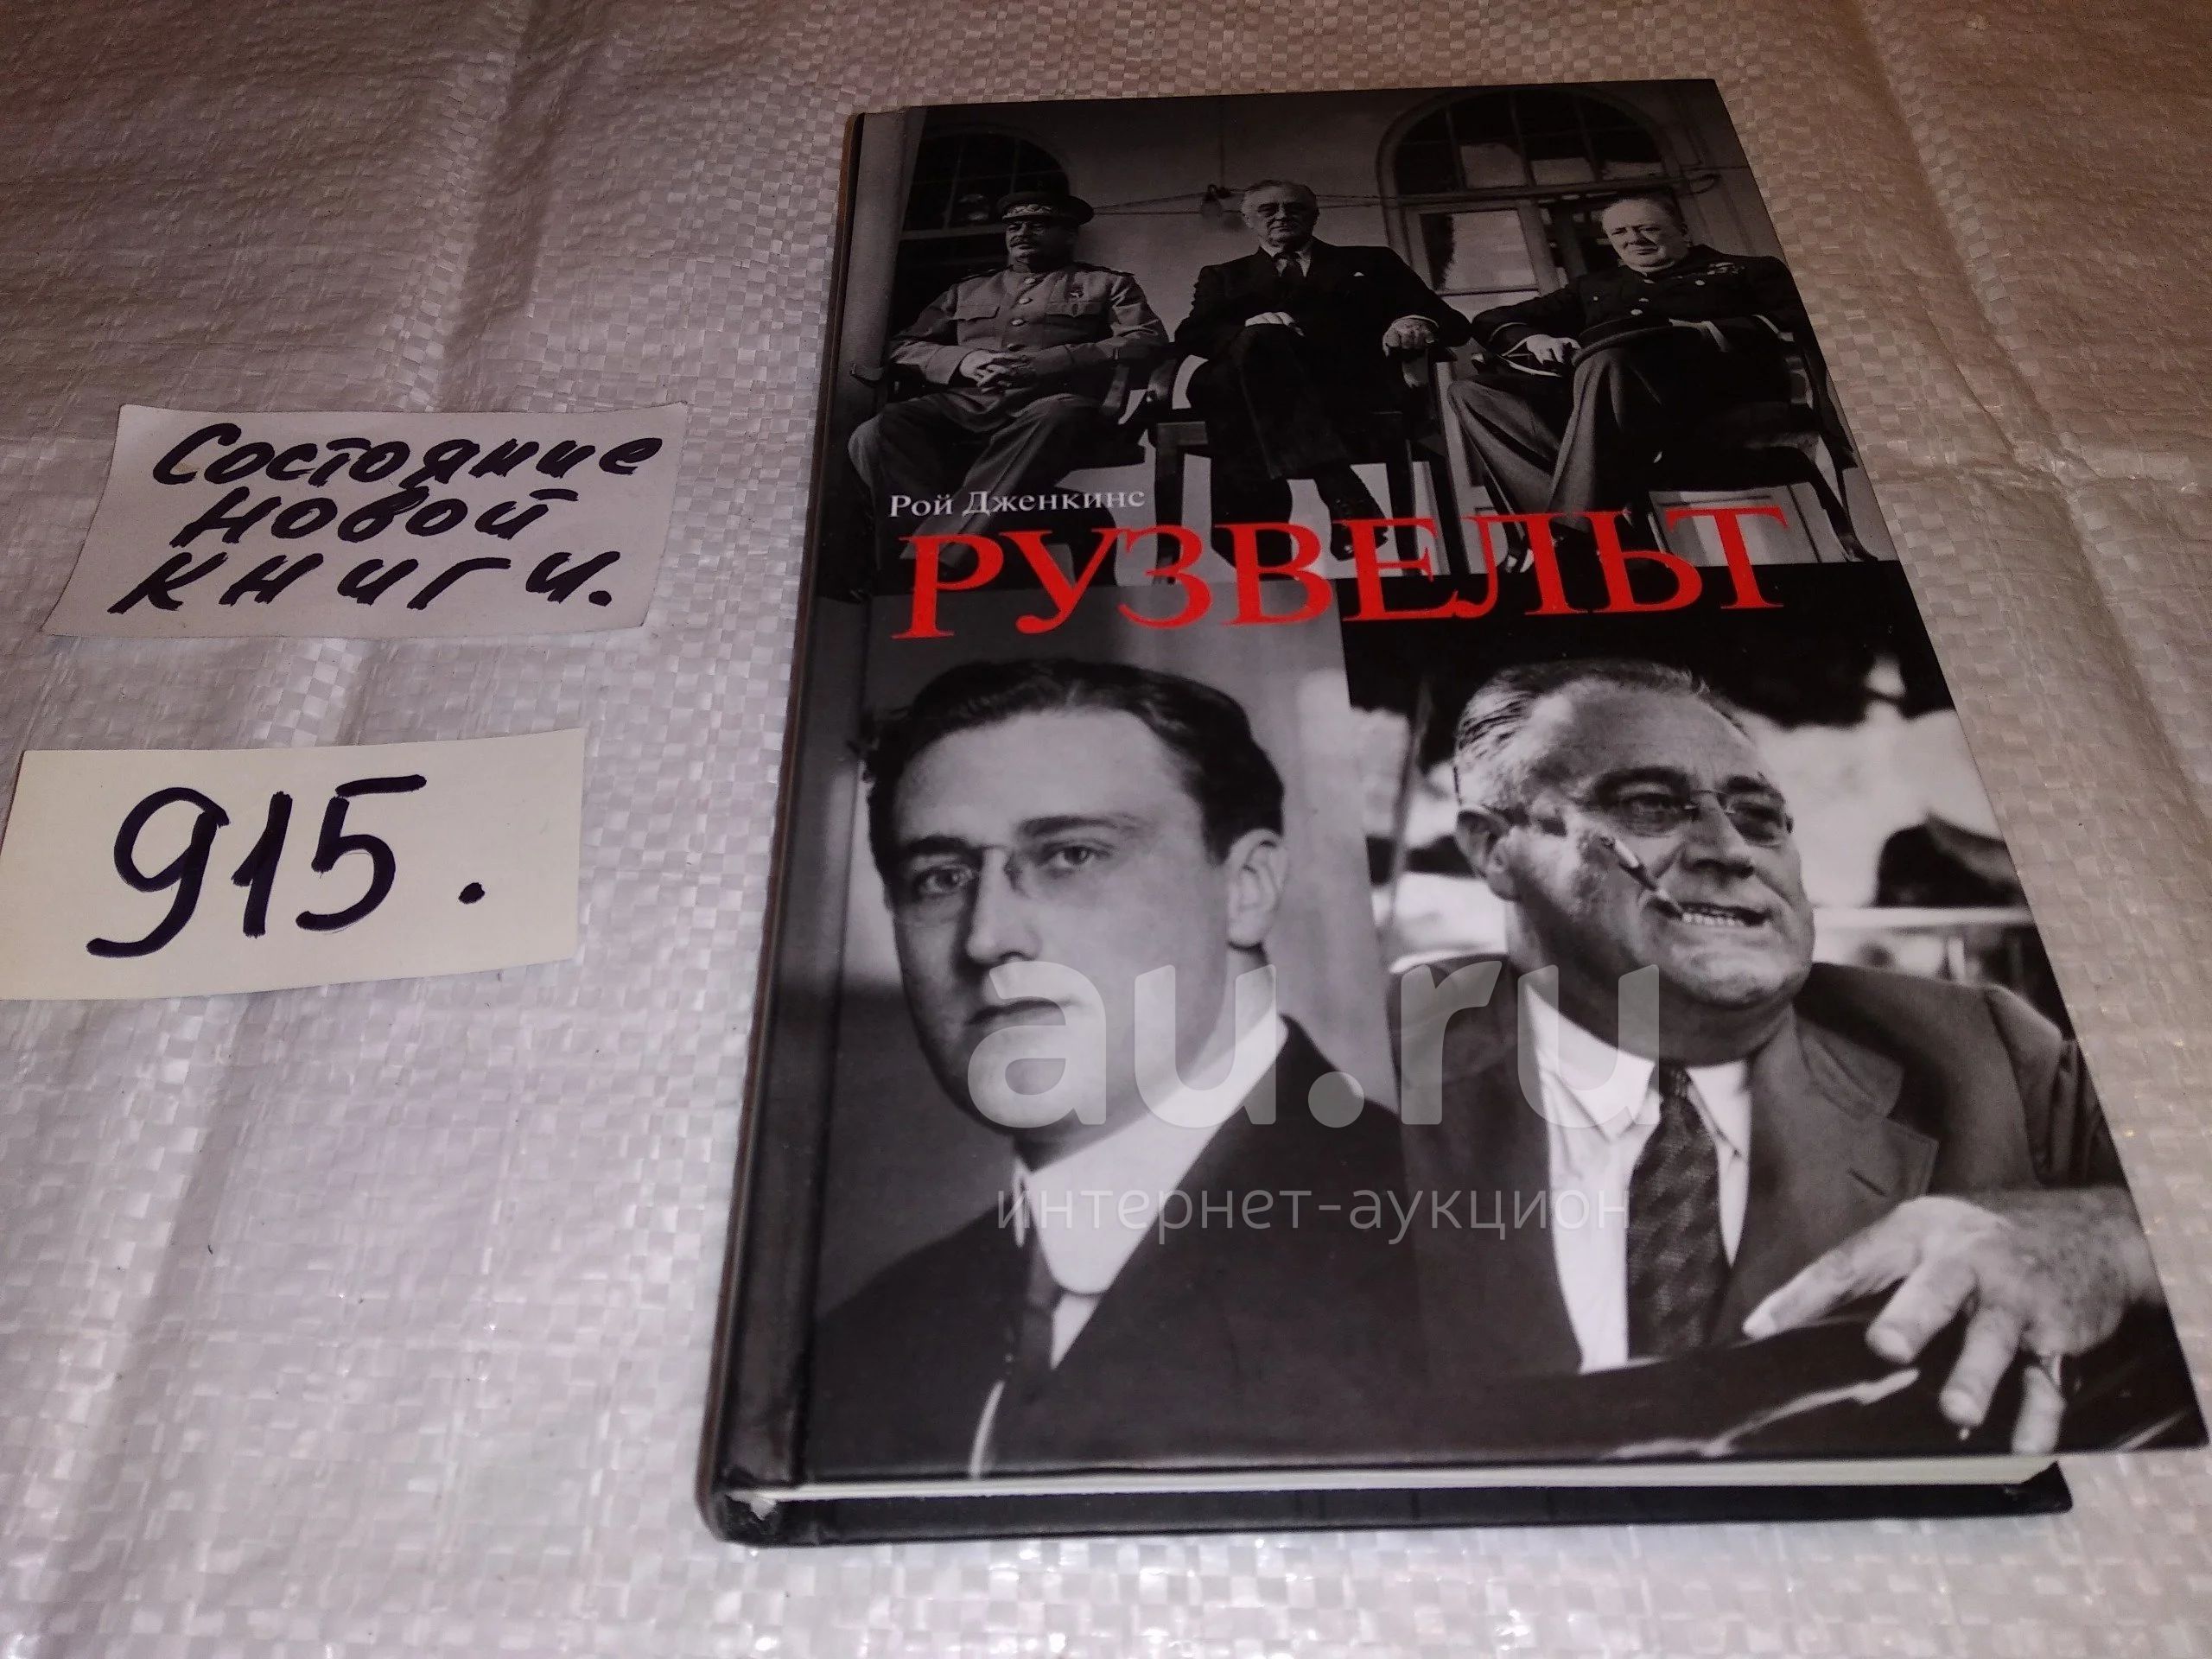 Состояние
новой
книги.
915.
Рой Дженкинс
РУЗВЕЛЬТ
au.ru
интернет-аукцион